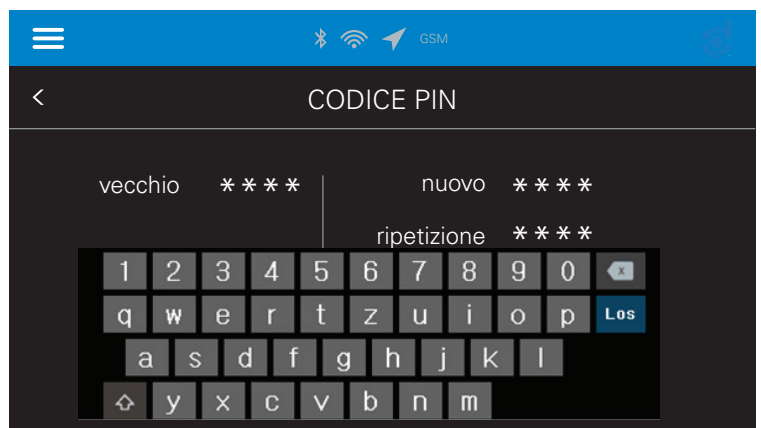 GSM
CODICE PIN
vecchio **** nuovo ****
ripetizione ****
1 2 3 4 5 6 7 8 9 0 x
q w e r t z u i o p Los
a s d f g h j k l
y x c v b n m